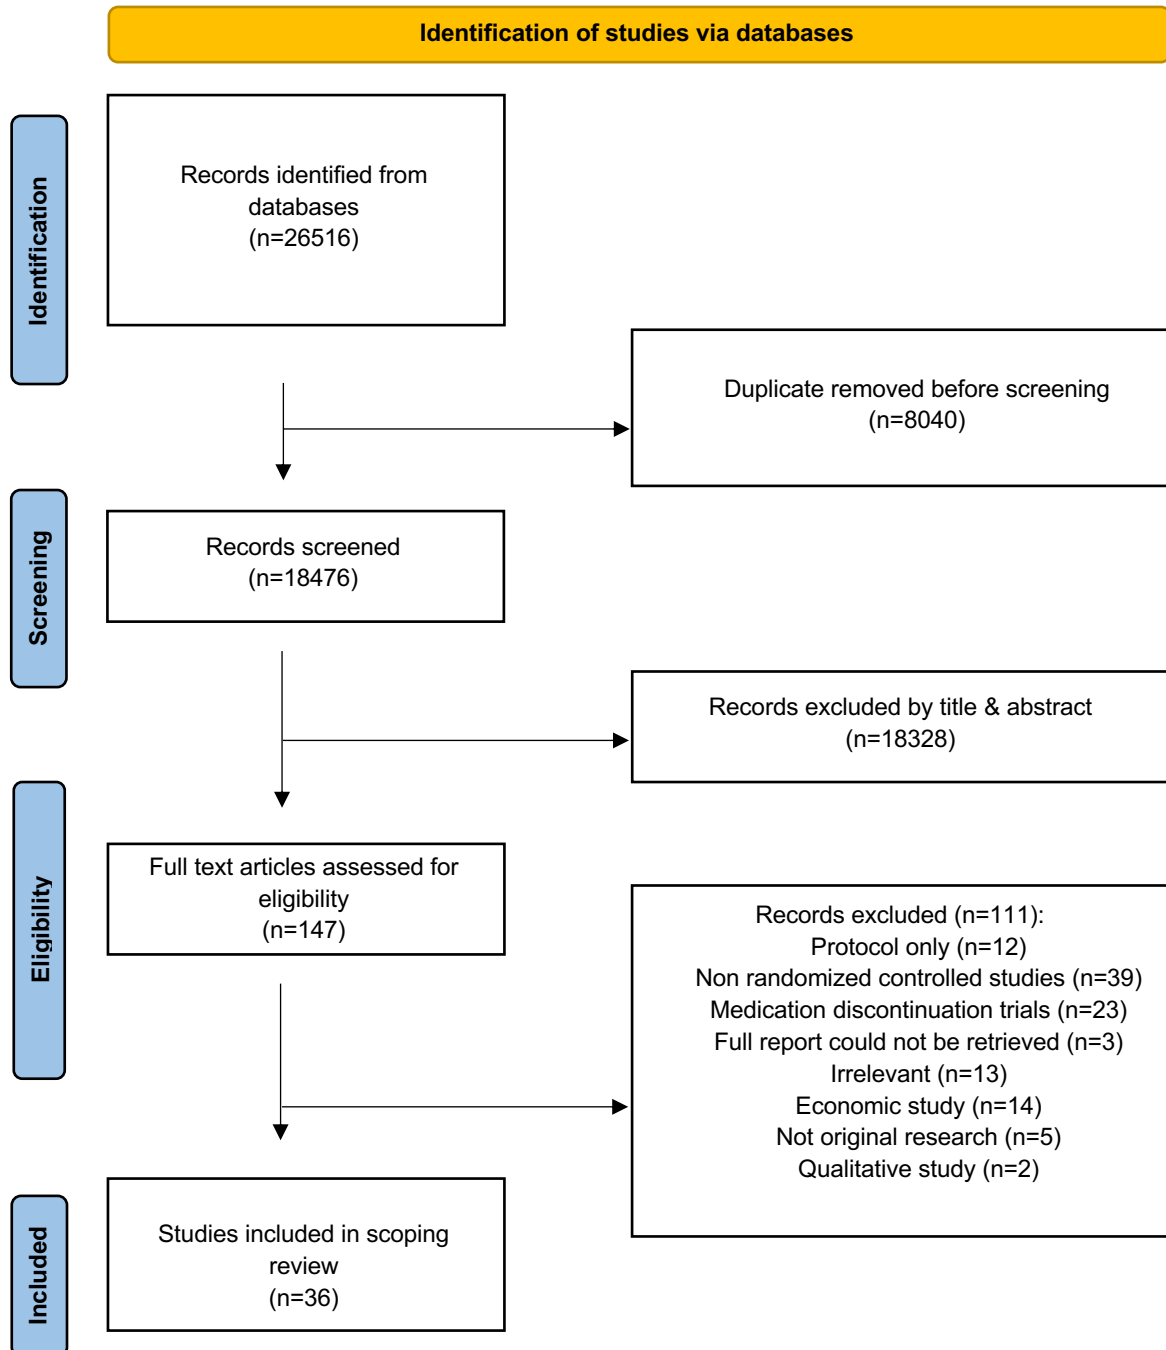 Identification of studies via databases
Identification
Records identified from
databases
(n=26516)
Duplicate removed before screening
(n=8040)
Screening
Records screened
(n=18476)
Records excluded by title & abstract
(n=18328)
Eligibility
Full text articles assessed for
eligibility
(n=147)
Records excluded (n=111):
Protocol only (n=12)
Non randomized controlled studies (n=39)
Medication discontinuation trials (n=23)
Full report could not be retrieved (n=3)
Irrelevant (n=13)
Economic study (n=14)
Not original research (n=5)
Qualitative study (n=2)
Included
Studies included in scoping
review
(n=36)